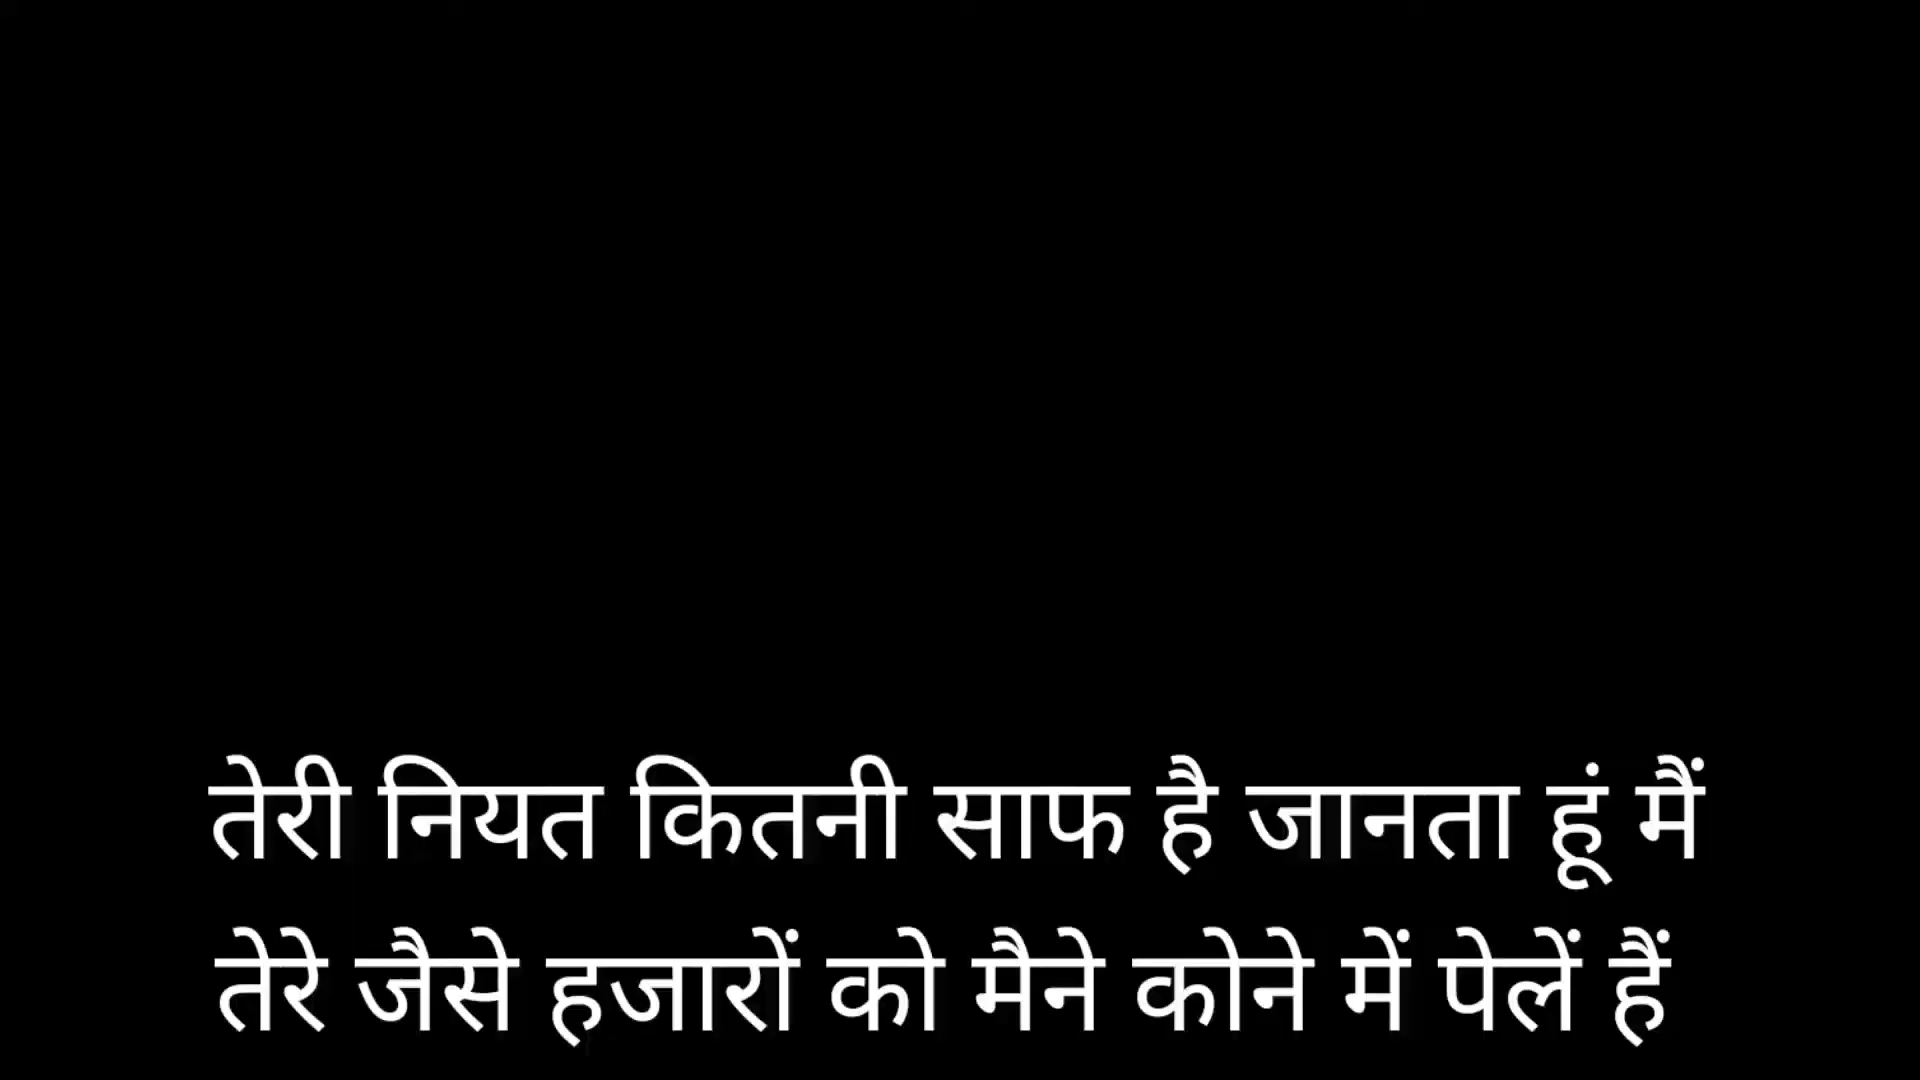 तेरी नियत कितनी साफ है जानता हूं मैं
तेरे जैसे हजारों को मैने कोने में पेलें हैं